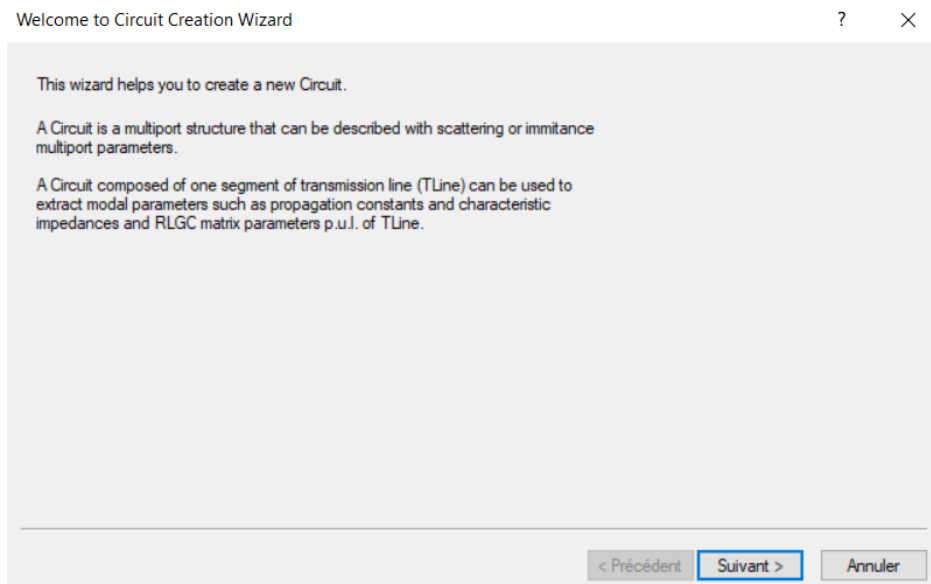 Welcome to Circuit Creation Wizard ?
This wizard helps you to create a new Circuit.
A Circuit is a multiport structure that can be described with scattering or immitance
multiport parameters.
A Circuit composed of one segment of transmission line (TLine) can be used to
extract modal parameters such as propagation constants and characteristic
impedances and RLGC matrix parameters p.u.l. of TLine.
< Précédent Suivant > Annuler